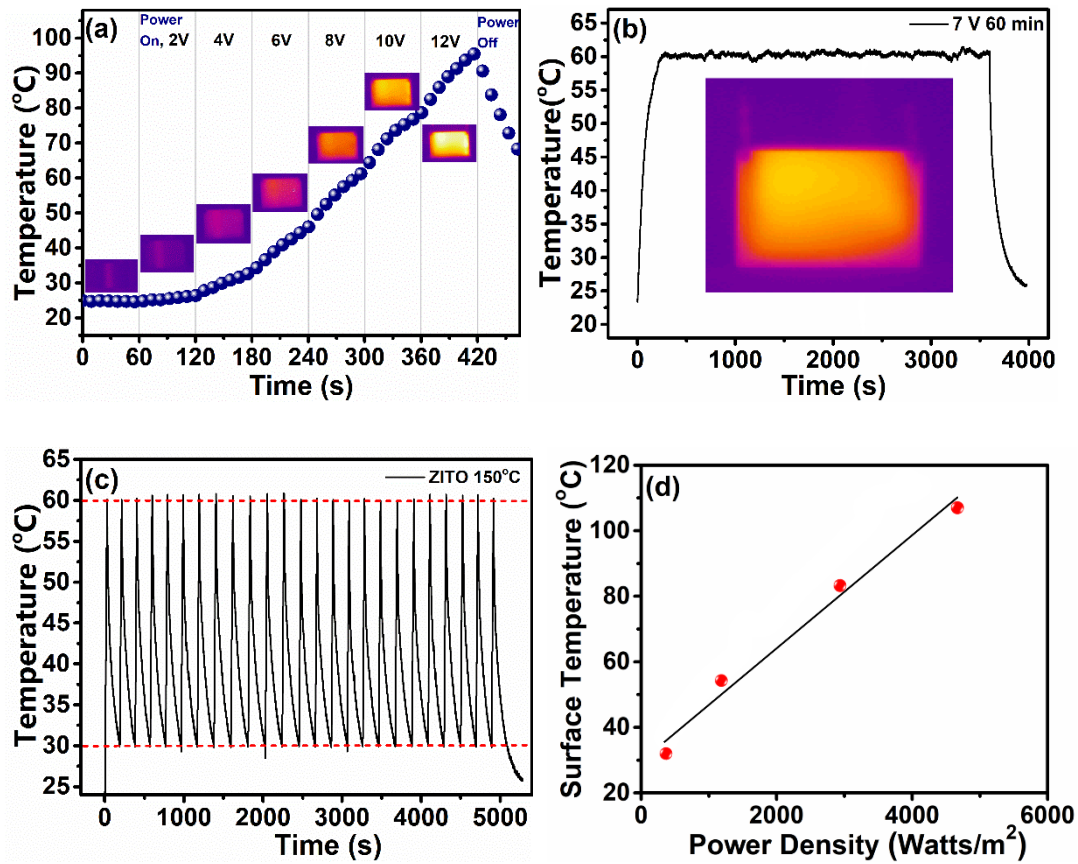 (a)
Power
On, 2V 4V 6V 8V 10V 12V
Power
Off
100
90
80
70
60
50
40
30
20
Temperature (°C)
0 60 120 180 240 300 360 420
Time (s)
(b)
7 V 60 min
65
60
55
50
45
40
35
30
25
20
Temperature(°C)
0 1000 2000 3000 4000
Time (s)
(c)
ZITO 150°C
65
60
55
50
45
40
35
30
25
Temperature (°C)
0 1000 2000 3000 4000 5000
Time (s)
(d)
120
100
80
60
40
20
Surface Temperature (°C)
0 2000 4000 6000
Power Density (Watts/m²)